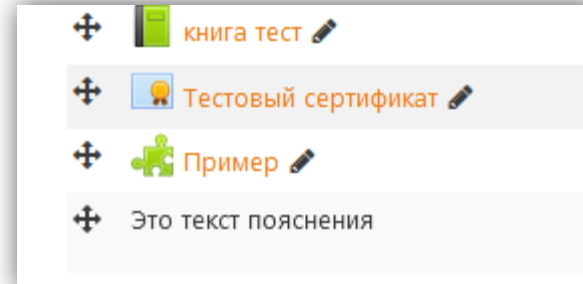 книга тест
Тестовый сертификат
Пример
Это текст пояснения